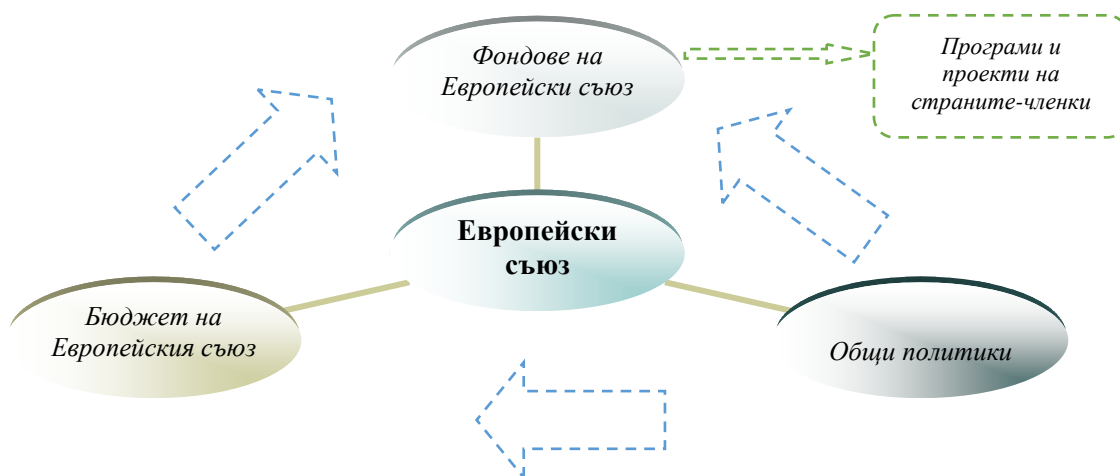 Фондове на
Европейски съюз
Програми и
проекти на
страните-членки
Европейски
съюз
Бюджет на
Европейския съюз
Общи политики